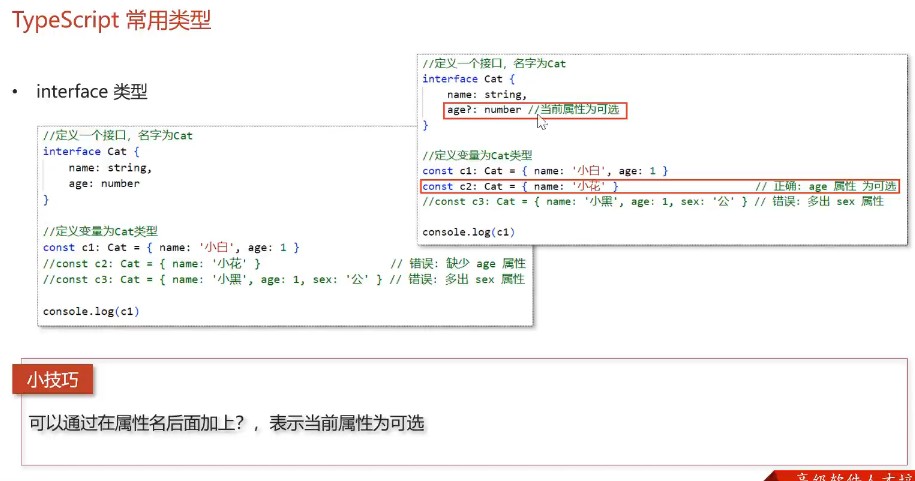 TypeScript 常用类型
• interface 类型
//定义一个接口，名字为Cat
interface Cat {
name: string,
age: number
}
//定义变量为Cat类型
const c1: Cat = { name: '小白', age: 1 }
//const c2: Cat = { name: '小花' } // 错误: 缺少 age 属性
//const c3: Cat = { name: '小黑', age: 1, sex: '公' } // 错误: 多出 sex 属性
console.log(c1)
//定义一个接口，名字为Cat
interface Cat {
name: string,
age?: number //当前属性为可选
}
//定义变量为Cat类型
const c1: Cat = { name: '小白', age: 1 }
const c2: Cat = { name: '小花' } // 正确: age 属性 为可选
//const c3: Cat = { name: '小黑', age: 1, sex: '公' } // 错误: 多出 sex 属性
console.log(c1)
小技巧
可以通过在属性名后面加上？，表示当前属性为可选
高级软件人才培